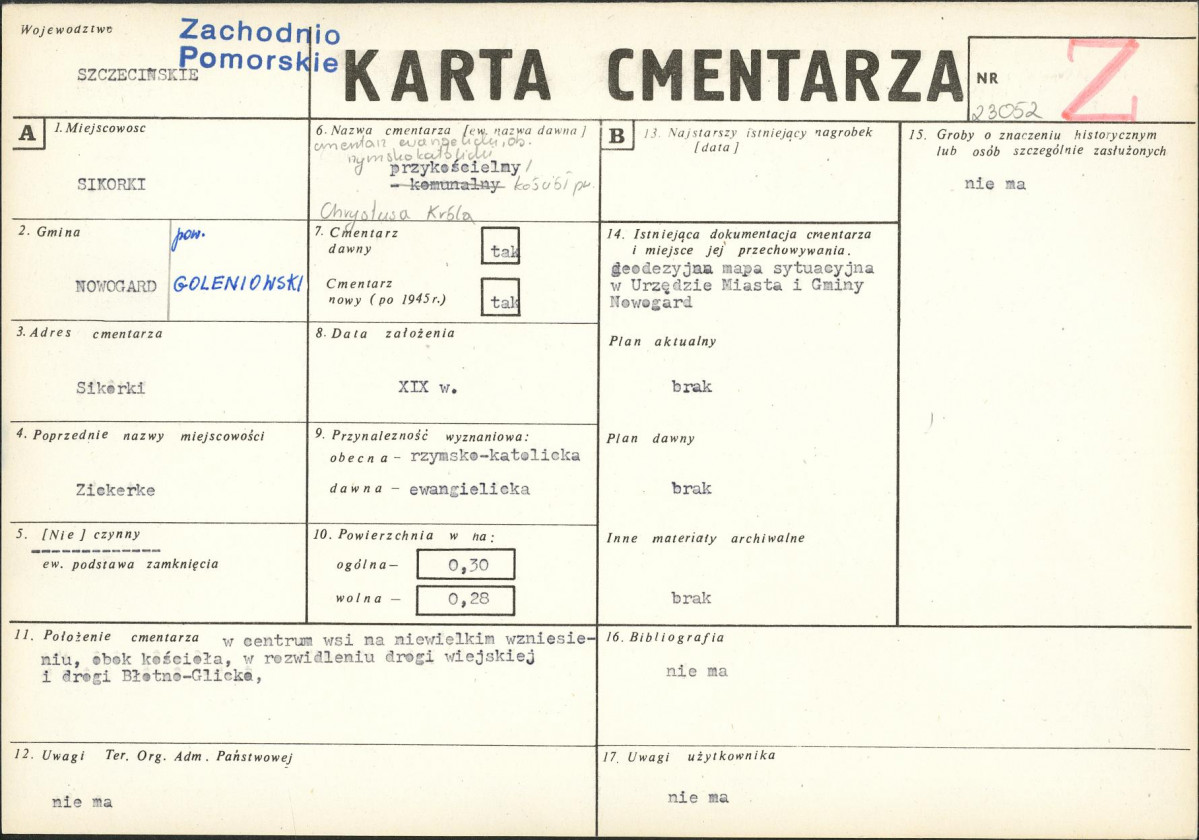 Województwo
Zachodnio
Pomorskie
SZCZECIŃSKIE
KARTA CMENTARZA
NR
23052
Z
A
1. Miejscowosc
SIKORKI
2. Gmina
pow.
NOWOGARD
GOLENIOWSKI
3. Adres cmentarza
Sikorki
4. Poprzednie nazwy miejscowości
Zickerke
5. [Nie] czynny
ew. podstawa zamknięcia
6. Nazwa cmentarza [ew. nazwa dawna]
cmentarz ewangelicki, ob.
rzymskokatolicki
przykościelny/
- komunalny kościół pw.
Chrystusa Króla
7. Cmentarz
dawny
tak
Cmentarz
nowy (po 1945 r.)
tak
8. Data założenia
XIX w.
9. Przynalezność wyznaniowa:
obecna - rzymsko-katolicka
dawna - ewangielicka
10. Powierzchnia w ha:
ogólna - 0,30
wolna - 0,28
11. Położenie cmentarza w centrum wsi na niewielkim wzniesie-
niu, obok kościoła, w rozwidleniu drogi wiejskiej
i drogi Błotno-Glicko,
12. Uwagi Ter. Org. Adm. Państwowej
nie ma
B
13. Najstarszy istniejący nagrobek
[data]
14. Istniejąca dokumentacja cmentarza
i miejsce jej przechowywania.
geodezyjna mapa sytuacyjna
w Urzędzie Miasta i Gminy
Nowogard
Plan aktualny
brak
Plan dawny
brak
Inne materiały archiwalne
brak
15. Groby o znaczeniu historycznym
lub osób szczególnie zasłużonych
nie ma
16. Bibliografia
nie ma
17. Uwagi użytkownika
nie ma